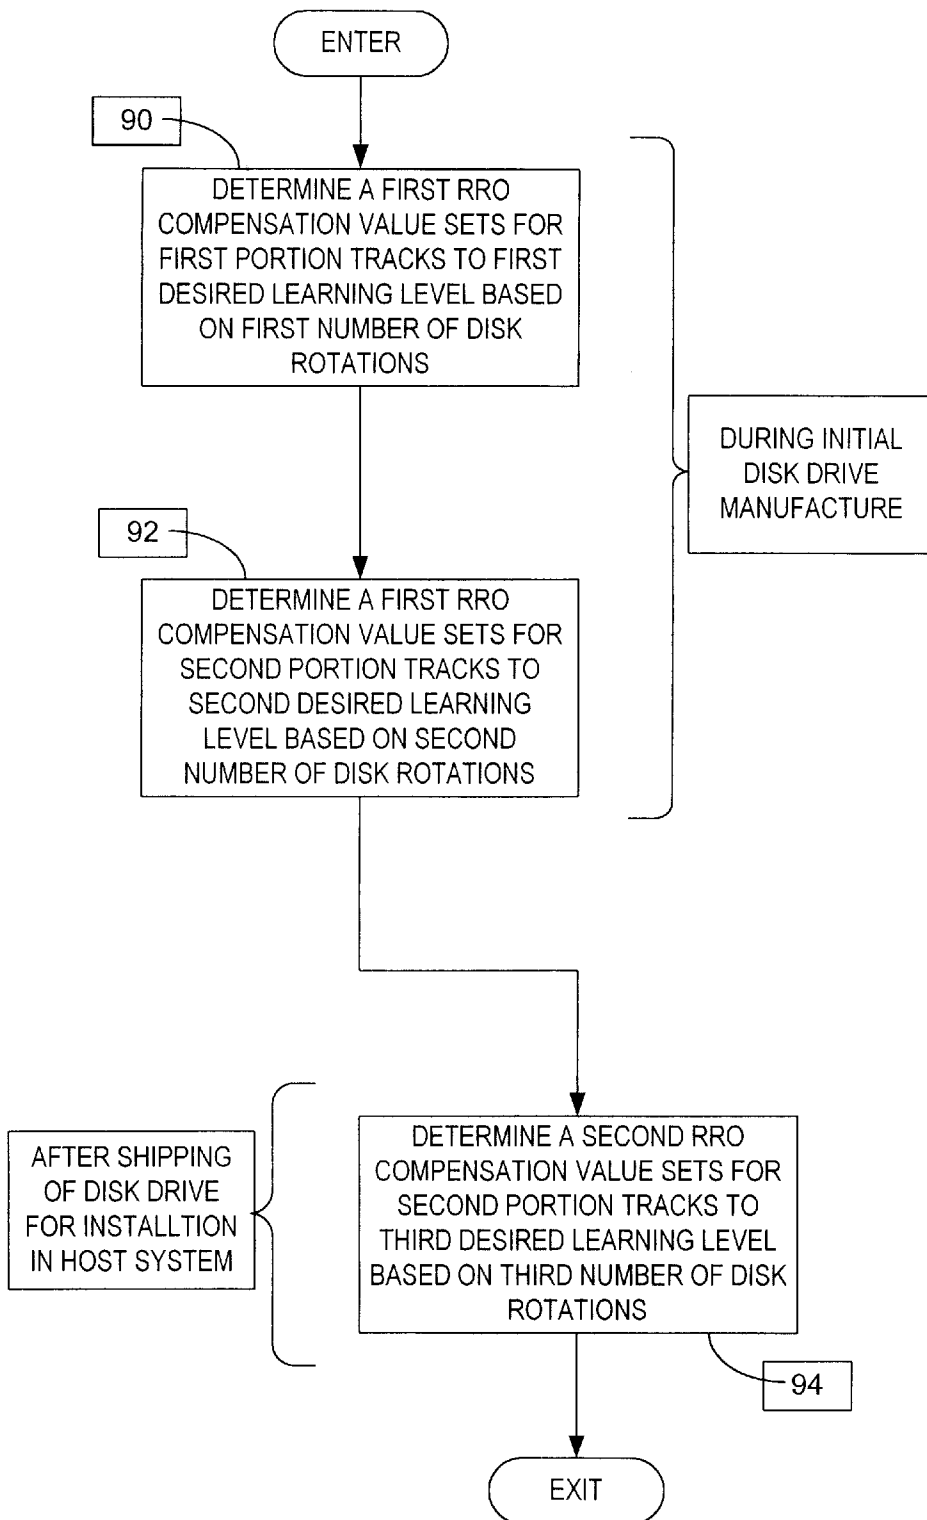 ENTER
90
DETERMINE A FIRST RRO
COMPENSATION VALUE SETS FOR
FIRST PORTION TRACKS TO FIRST
DESIRED LEARNING LEVEL BASED
ON FIRST NUMBER OF DISK
ROTATIONS
DURING INITIAL
DISK DRIVE
MANUFACTURE
92
DETERMINE A FIRST RRO
COMPENSATION VALUE SETS FOR
SECOND PORTION TRACKS TO
SECOND DESIRED LEARNING
LEVEL BASED ON SECOND
NUMBER OF DISK ROTATIONS
AFTER SHIPPING
OF DISK DRIVE
FOR INSTALLTION
IN HOST SYSTEM
DETERMINE A SECOND RRO
COMPENSATION VALUE SETS FOR
SECOND PORTION TRACKS TO
THIRD DESIRED LEARNING LEVEL
BASED ON THIRD NUMBER OF DISK
ROTATIONS
94
EXIT